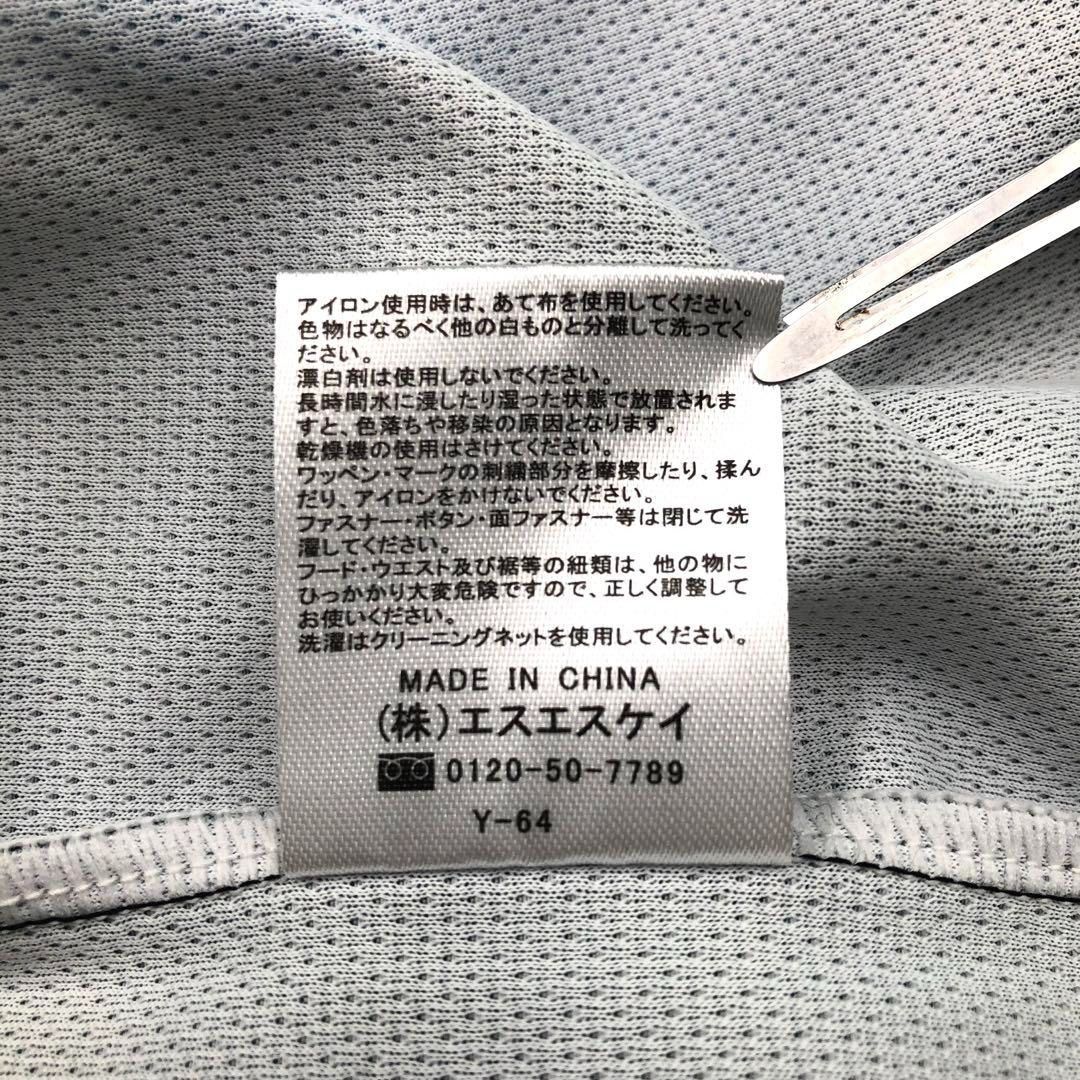 アイロン使用時は、あて布を使用してください。
色物はなるべく他の白ものと分離して洗ってく
ださい。
漂白剤は使用しないでください。
長時間水に浸したり湿った状態で放置されま
すと、色落ちや移染の原因となります。
乾燥機の使用はさけてください。
ワッペン・マークの刺繍部分を摩擦したり、揉ん
だり、アイロンをかけないでください。
ファスナー・ボタン・面ファスナー等は閉じて洗
濯してください。
フード・ウエスト及び裾等の紐類は、他の物に
ひっかかり大変危険ですので、正しく調整して
お使いください。
洗濯はクリーニングネットを使用してください。
MADE IN CHINA
(株)エスエスケイ
0120-50-7789
Y-64